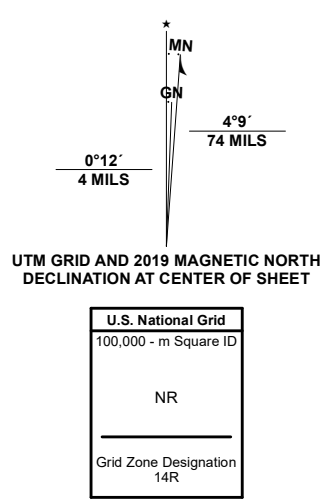 ★
MN
GN
4°9´
74 MILS
0°12´
4 MILS
UTM GRID AND 2019 MAGNETIC NORTH
DECLINATION AT CENTER OF SHEET
U.S. National Grid
100,000 - m Square ID
NR
Grid Zone Designation
14R